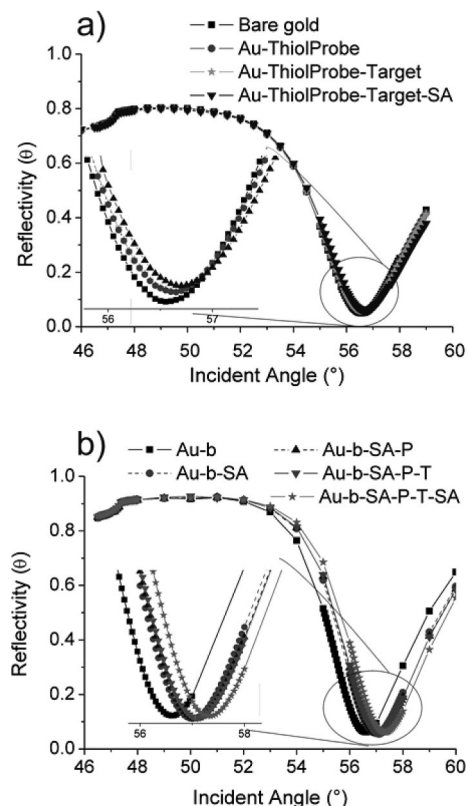 a)
Bare gold
Au-ThiolProbe
Au-ThiolProbe-Target
Au-ThiolProbe-Target-SA
Reflectivity (θ)
1.0
0.8
0.6
0.4
0.2
0.0
56 57
46 48 50 52 54 56 58 60
Incident Angle (°)
b)
Au-b Au-b-SA-P
Au-b-SA Au-b-SA-P-T
Au-b-SA-P-T-SA
Reflectivity (θ)
1.0
0.8
0.6
0.4
0.2
0.0
56 58
46 48 50 52 54 56 58 60
Incident Angle (°)